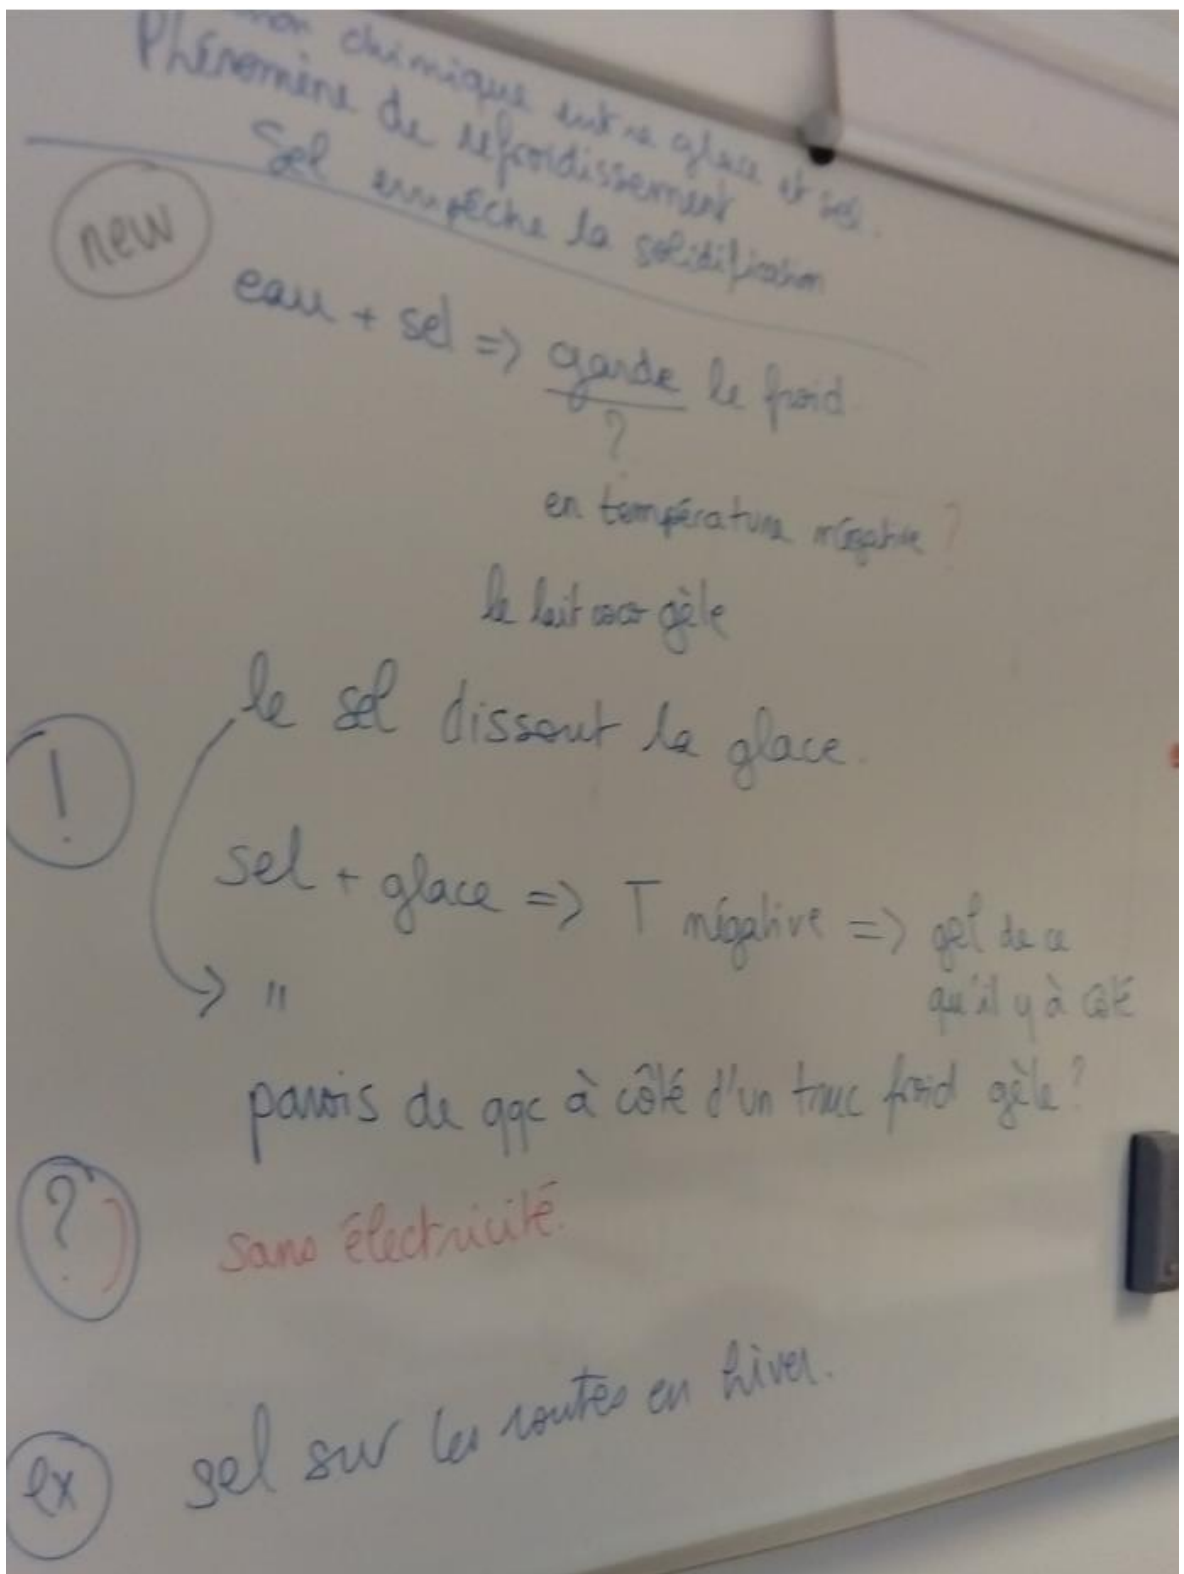 chimique entre glace et sel.
Phénomène de refroidissement
Sel empêche la solidification
new
eau + sel => garde le froid
?
en température négative ?
le lait coco gèle
le sel dissout la glace.
!
sel + glace => T négative => gel de ce
qu'il y à côté
"
parois de qqc à côté d'un truc froid gèle ?
?
sans électricité.
ex
sel sur les routes en hiver.